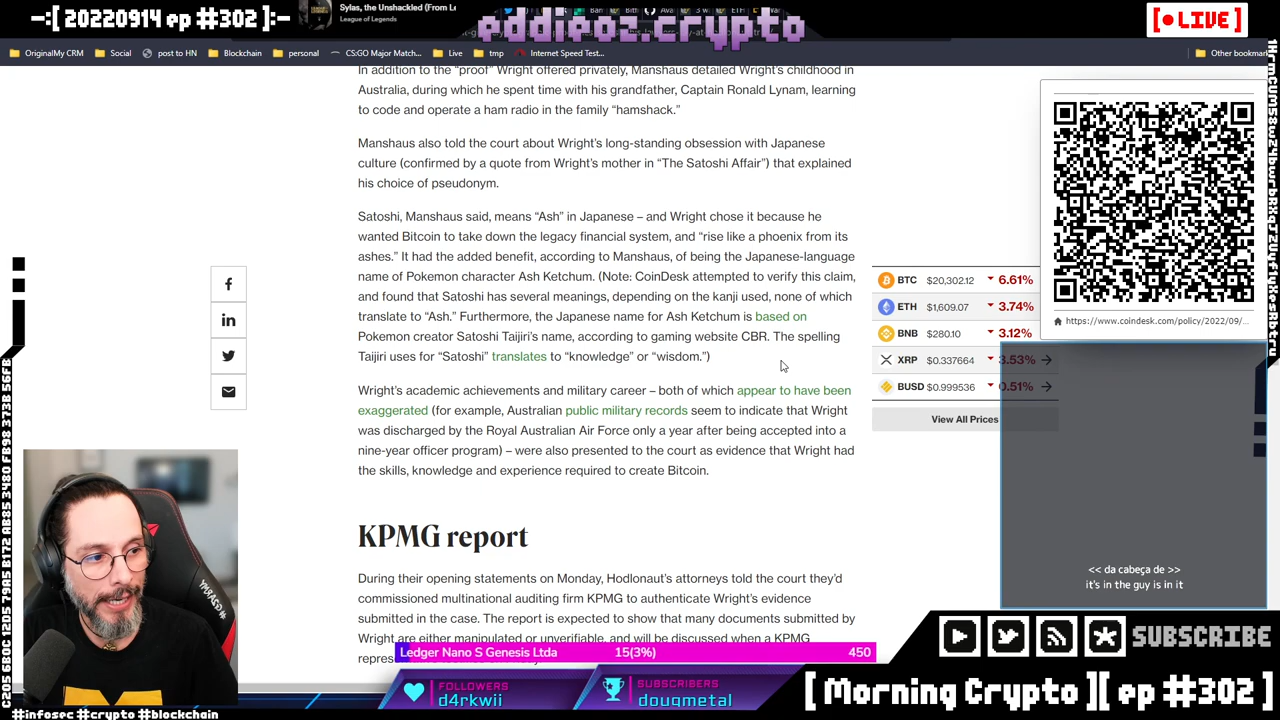 -:[ 20220914 ep #302 ]:-
Sylas, the Unshackled (From Le
League of Legends
eddieoz.crypto
[ LIVE ]
OriginalMy CRM
Social
post to HN
Blockchain
personal
CS:GO Major Match...
Live
tmp
Internet Speed Test...
Other bookmar
In addition to the “proof” Wright offered privately, Manshaus detailed Wright’s childhood in
Australia, during which he spent time with his grandfather, Captain Ronald Lynam, learning
to code and operate a ham radio in the family “hamshack.”
Manshaus also told the court about Wright’s long-standing obsession with Japanese
culture (confirmed by a quote from Wright’s mother in “The Satoshi Affair”) that explained
his choice of pseudonym.
Satoshi, Manshaus said, means “Ash” in Japanese – and Wright chose it because he
wanted Bitcoin to take down the legacy financial system, and “rise like a phoenix from its
ashes.” It had the added benefit, according to Manshaus, of being the Japanese-language
name of Pokemon character Ash Ketchum. (Note: CoinDesk attempted to verify this claim,
and found that Satoshi has several meanings, depending on the kanji used, none of which
translate to “Ash.” Furthermore, the Japanese name for Ash Ketchum is based on
Pokemon creator Satoshi Taijiri’s name, according to gaming website CBR. The spelling
Taijiri uses for “Satoshi” translates to “knowledge” or “wisdom.”)
Wright’s academic achievements and military career – both of which appear to have been
exaggerated (for example, Australian public military records seem to indicate that Wright
was discharged by the Royal Australian Air Force only a year after being accepted into a
nine-year officer program) – were also presented to the court as evidence that Wright had
the skills, knowledge and experience required to create Bitcoin.
KPMG report
During their opening statements on Monday, Hodlonaut’s attorneys told the court they’d
commissioned multinational auditing firm KPMG to authenticate Wright’s evidence
submitted in the case. The report is expected to show that many documents submitted by
Wright are either manipulated or unverifiable, and will be discussed when a KPMG
BTC $20,302.12 6.61%
ETH $1,609.07 3.74%
BNB $280.10 3.12%
XRP $0.337664 3.53%
BUSD $0.999536 0.51%
View All Prices
https://www.coindesk.com/policy/2022/09/...
<< da cabeça de >>
it's in the guy is in it
Ledger Nano S Genesis Ltda 15(3%) 450
FOLLOWERS
d4rkwii
SUBSCRIBERS
dougmetal
SUBSCRIBE
[ Morning Crypto ][ ep #302 ]
#infosec #crypto #blockchain